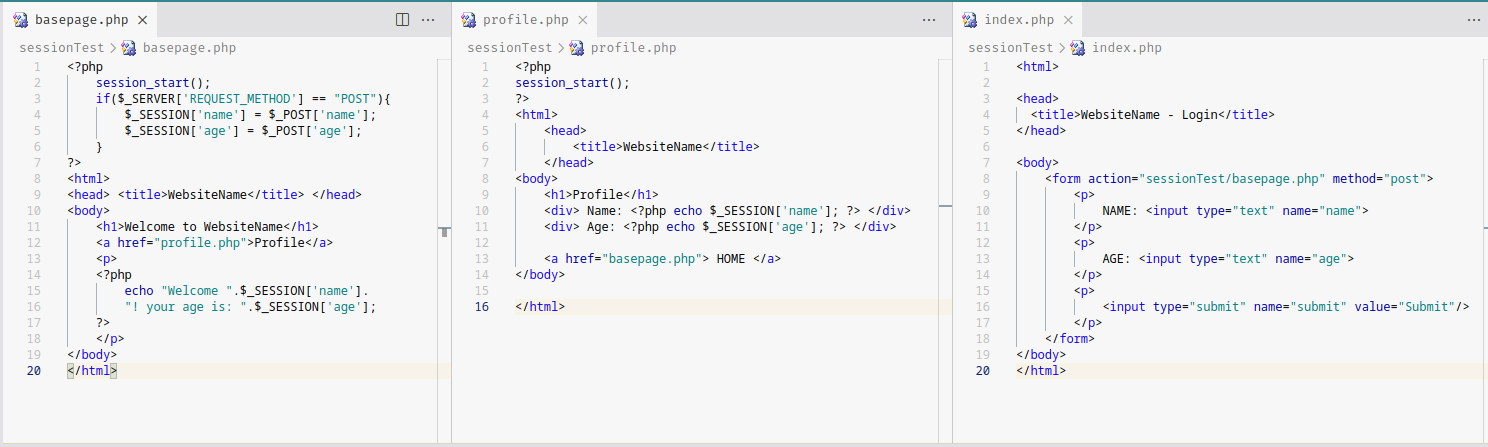 basepage.php
sessionTest > basepage.php
1 <?php
2     session_start();
3     if($_SERVER['REQUEST_METHOD'] == "POST"){
4         $_SESSION['name'] = $_POST['name'];
5         $_SESSION['age'] = $_POST['age'];
6     }
7 ?>
8 <html>
9 <head> <title>WebsiteName</title> </head>
10 <body>
11     <h1>Welcome to WebsiteName</h1>
12     <a href="profile.php">Profile</a>
13     <p>
14     <?php
15         echo "Welcome ".$_SESSION['name'].
16         "! your age is: ".$_SESSION['age'];
17     ?>
18     </p>
19 </body>
20 </html>
profile.php
sessionTest > profile.php
1 <?php
2 session_start();
3 ?>
4 <html>
5     <head>
6         <title>WebsiteName</title>
7     </head>
8 <body>
9     <h1>Profile</h1>
10     <div> Name: <?php echo $_SESSION['name']; ?> </div>
11     <div> Age: <?php echo $_SESSION['age']; ?> </div>
12
13     <a href="basepage.php"> HOME </a>
14 </body>
15
16 </html>
index.php
sessionTest > index.php
1 <html>
2
3 <head>
4   <title>WebsiteName - Login</title>
5 </head>
6
7 <body>
8     <form action="sessionTest/basepage.php" method="post">
9         <p>
10             NAME: <input type="text" name="name">
11         </p>
12         <p>
13             AGE: <input type="text" name="age">
14         </p>
15         <p>
16             <input type="submit" name="submit" value="Submit"/>
17         </p>
18     </form>
19 </body>
20 </html>